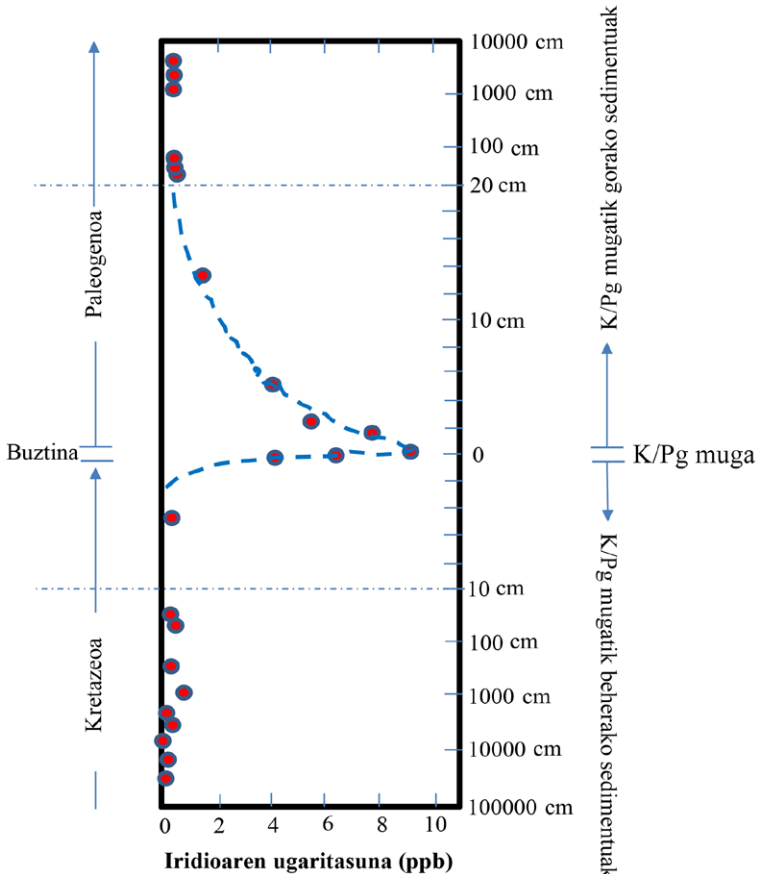 10000 cm
1000 cm
100 cm
20 cm
10 cm
0
10 cm
100 cm
1000 cm
10000 cm
100000 cm
Paleogenoa
Buztina
Kretazeoa
K/Pg mugatik gorako sedimentuak
K/Pg muga
K/Pg mugatik beherako sedimentuak
0 2 4 6 8 10
Iridioaren ugaritasuna (ppb)